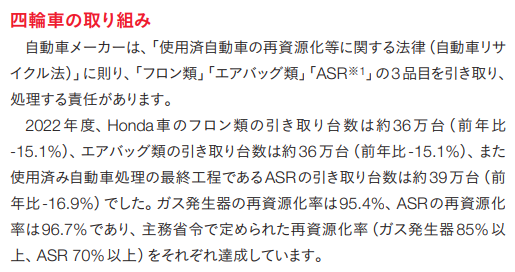 四輪車の取り組み
自動車メーカーは、「使用済自動車の再資源化等に関する法律（自動車リサ
イクル法）」に則り、「フロン類」「エアバッグ類」「ASR※1」の3品目を引き取り、
処理する責任があります。
2022年度、Honda車のフロン類の引き取り台数は約36万台（前年比
-15.1%）、エアバッグ類の引き取り台数は約36万台（前年比-15.1%）、また
使用済み自動車処理の最終工程であるASRの引き取り台数は約39万台（前
年比-16.9%）でした。ガス発生器の再資源化率は95.4%、ASRの再資源化
率は96.7%であり、主務省令で定められた再資源化率（ガス発生器85%以
上、ASR 70%以上）をそれぞれ達成しています。